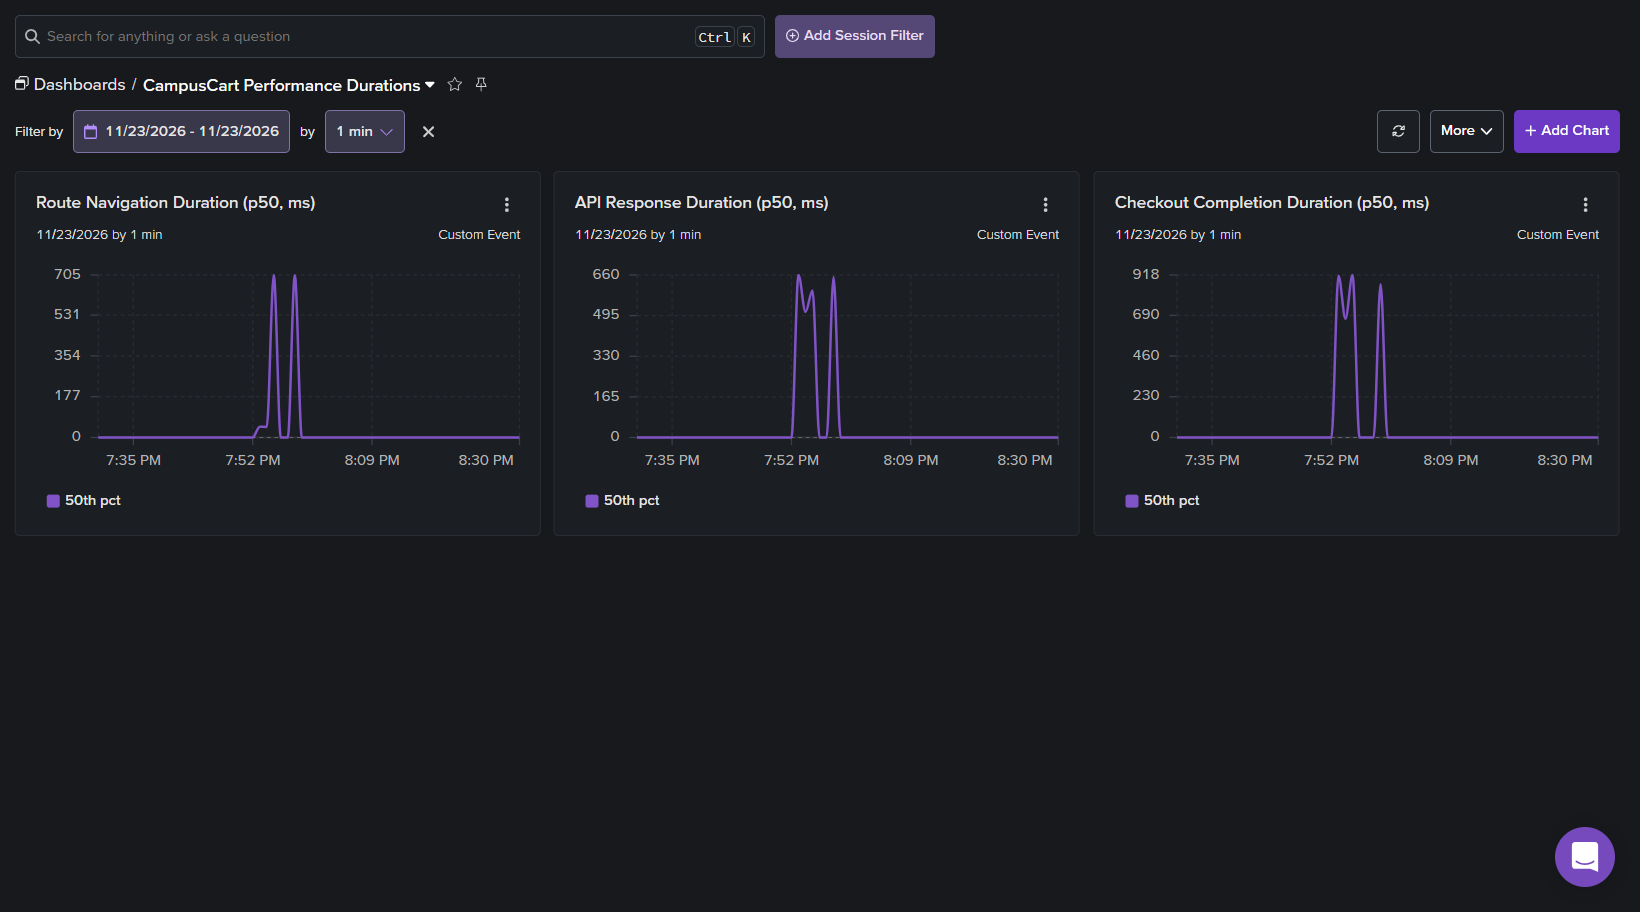 Search for anything or ask a question
Ctrl K
Add Session Filter
Dashboards / CampusCart Performance Durations
Filter by
11/23/2026 - 11/23/2026
by
1 min
More
+ Add Chart
Route Navigation Duration (p50, ms)
11/23/2026 by 1 min
Custom Event
705
531
354
177
0
7:35 PM
7:52 PM
8:09 PM
8:30 PM
50th pct
API Response Duration (p50, ms)
11/23/2026 by 1 min
Custom Event
660
495
330
165
0
7:35 PM
7:52 PM
8:09 PM
8:30 PM
50th pct
Checkout Completion Duration (p50, ms)
11/23/2026 by 1 min
Custom Event
918
690
460
230
0
7:35 PM
7:52 PM
8:09 PM
8:30 PM
50th pct